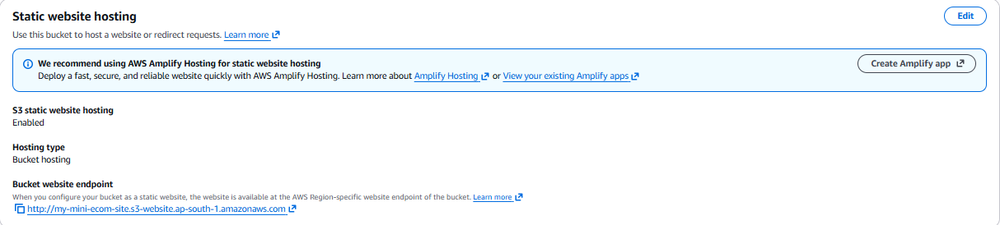 Static website hosting
Edit
Use this bucket to host a website or redirect requests. Learn more
We recommend using AWS Amplify Hosting for static website hosting
Create Amplify app
Deploy a fast, secure, and reliable website quickly with AWS Amplify Hosting. Learn more about Amplify Hosting or View your existing Amplify apps
S3 static website hosting
Enabled
Hosting type
Bucket hosting
Bucket website endpoint
When you configure your bucket as a static website, the website is available at the AWS Region-specific website endpoint of the bucket. Learn more
http://my-mini-ecom-site.s3-website.ap-south-1.amazonaws.com